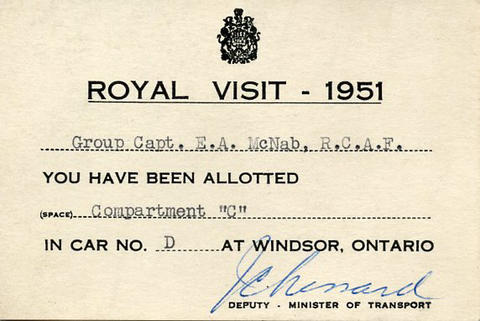 ROYAL VISIT - 1951
Group Capt. E.A. McNab, R.C.A.F.
YOU HAVE BEEN ALLOTTED
(SPACE) Compartment "C"
IN CAR NO. D AT WINDSOR, ONTARIO
DEPUTY - MINISTER OF TRANSPORT